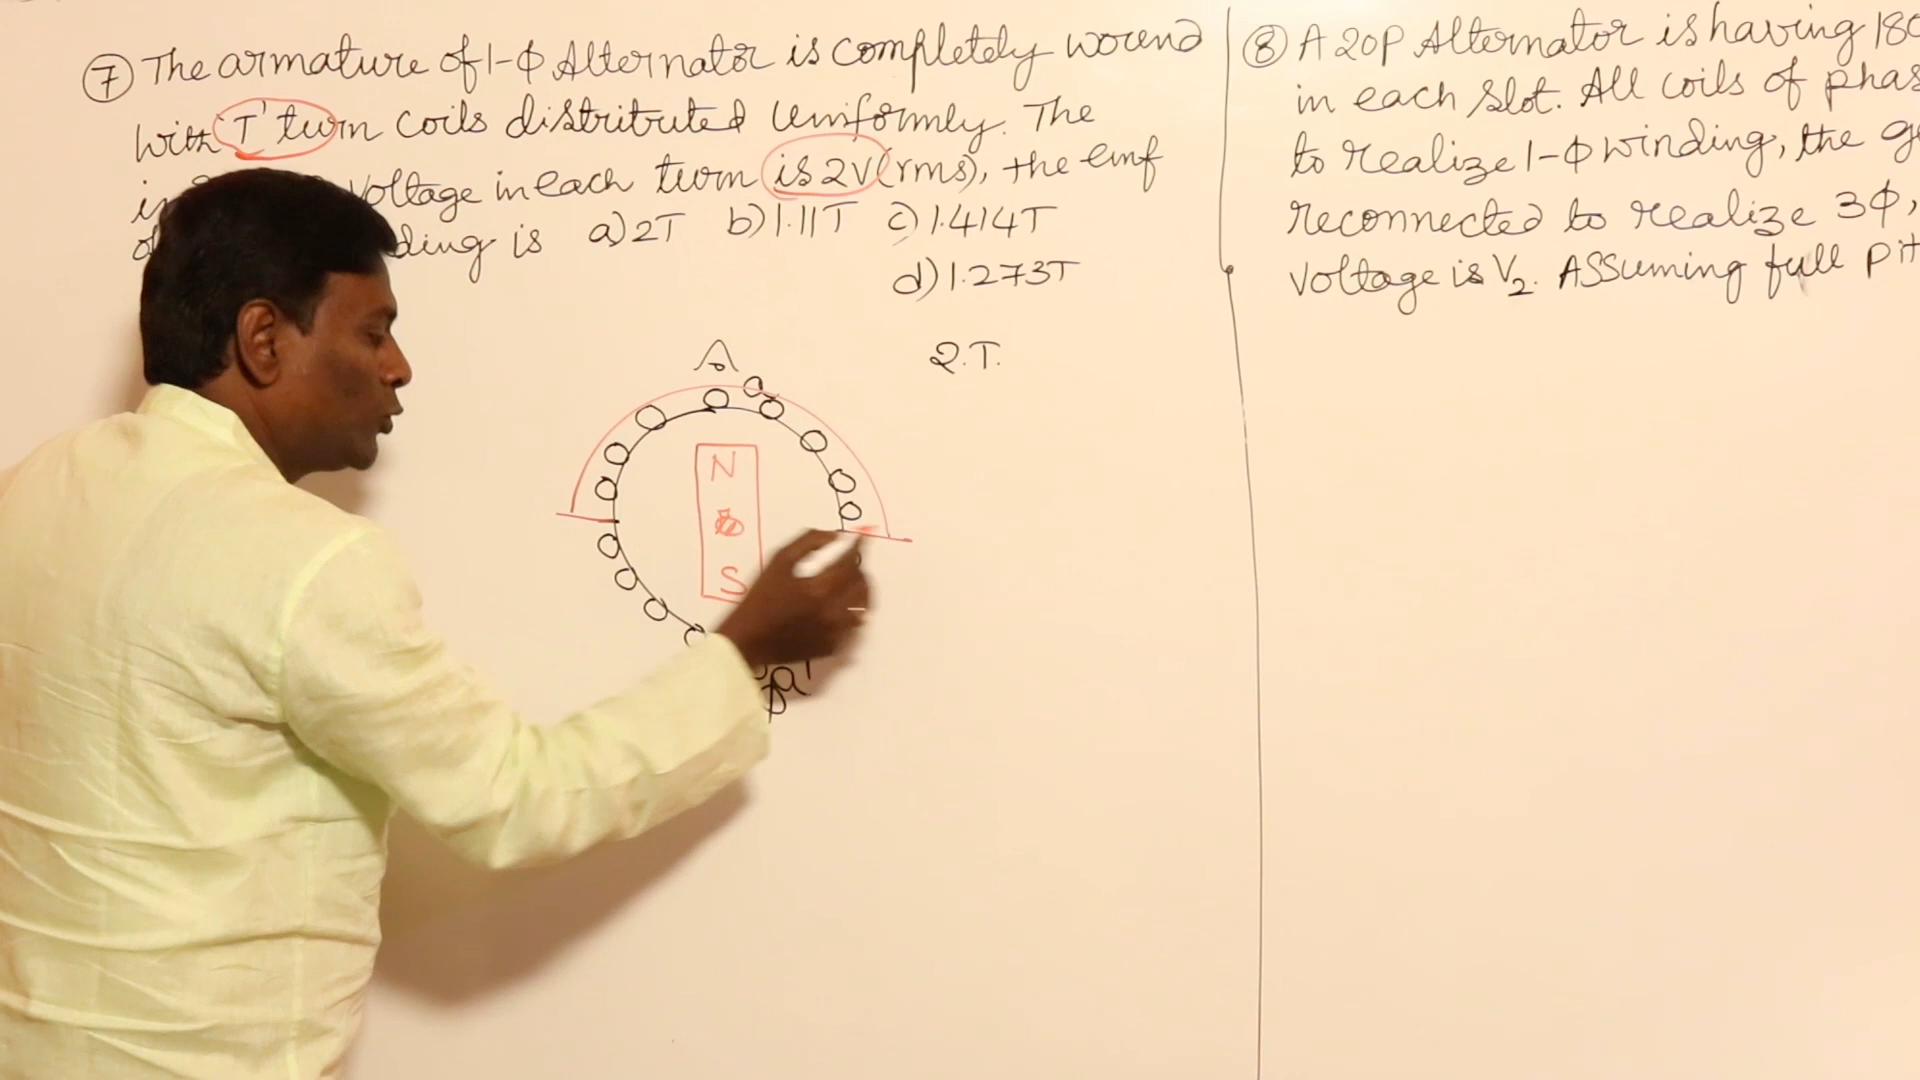 ⑦ The armature of 1-ϕ Alternator is completely wound
with 'T' turn coils distributed uniformly. The
voltage in each turn is 2V (rms), the emf
is a) 2T b) 1.11T c) 1.414T
d) 1.273T
A
2.T.
N
S
a'
⑧ A 20P Alternator is having 180
in each slot. All coils of phas
to realize 1-ϕ winding, the ge
reconnected to realize 3ϕ,
voltage is V₂. Assuming full pit